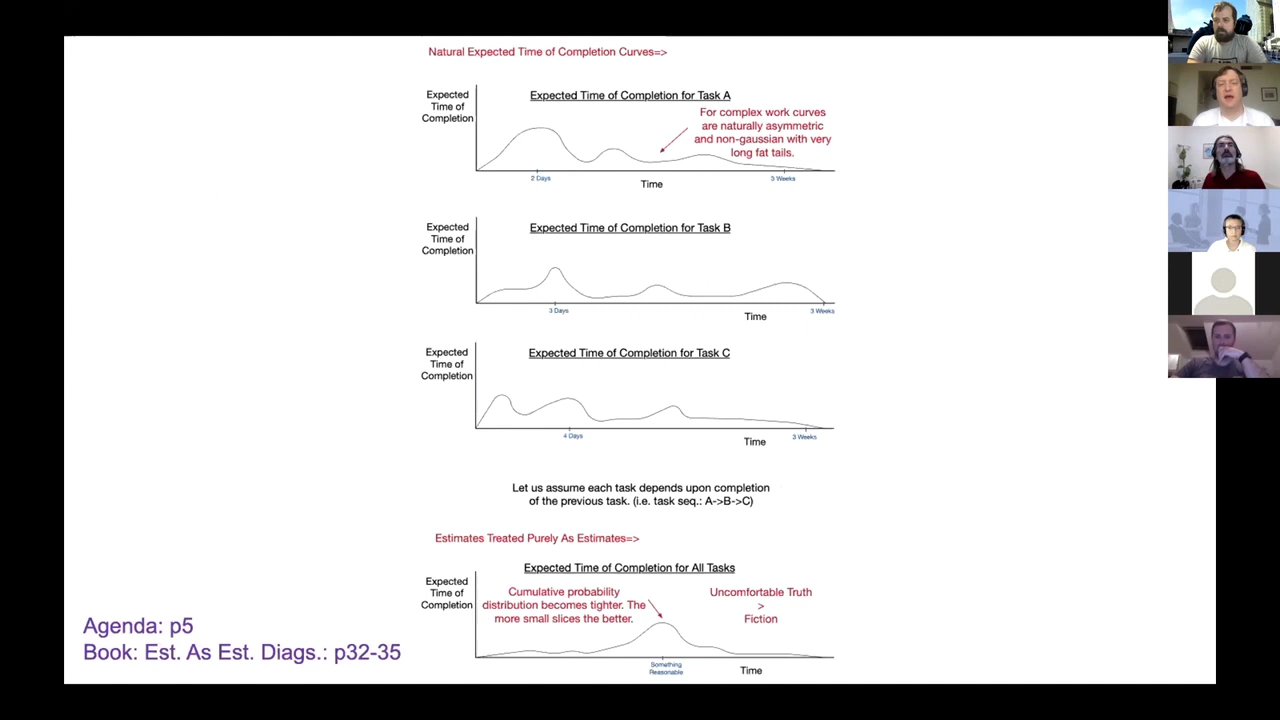 Natural Expected Time of Completion Curves=>
Expected
Time of
Completion
Expected Time of Completion for Task A
For complex work curves
are naturally asymmetric
and non-gaussian with very
long fat tails.
2 Days
3 Weeks
Time
Expected
Time of
Completion
Expected Time of Completion for Task B
3 Days
3 Weeks
Time
Expected
Time of
Completion
Expected Time of Completion for Task C
4 Days
3 Weeks
Time
Let us assume each task depends upon completion
of the previous task. (i.e. task seq.: A->B->C)
Estimates Treated Purely As Estimates=>
Expected Time of Completion for All Tasks
Expected
Time of
Completion
Cumulative probability
distribution becomes tighter. The
more small slices the better.
Uncomfortable Truth
>
Fiction
Something
Reasonable
Time
Agenda: p5
Book: Est. As Est. Diags.: p32-35